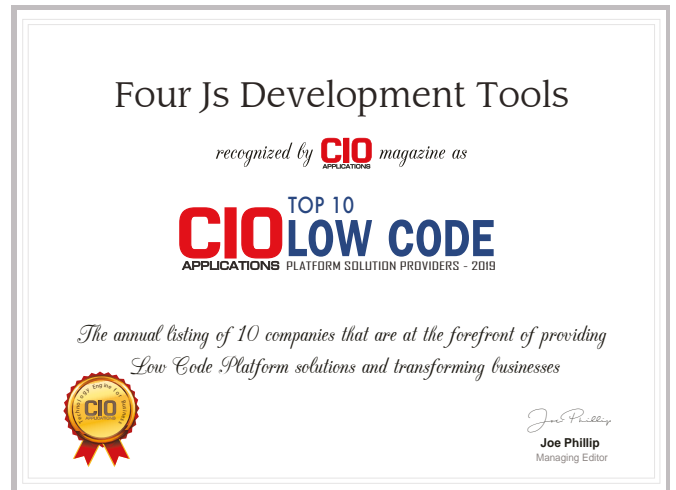 Four Js Development Tools
recognized by CIO APPLICATIONS magazine as
TOP 10
CIO LOW CODE
APPLICATIONS PLATFORM SOLUTION PROVIDERS - 2019
The annual listing of 10 companies that are at the forefront of providing
Low Code Platform solutions and transforming businesses
Technology Engine of Business
CIO
APPLICATIONS
Joe Phillip
Joe Phillip
Managing Editor